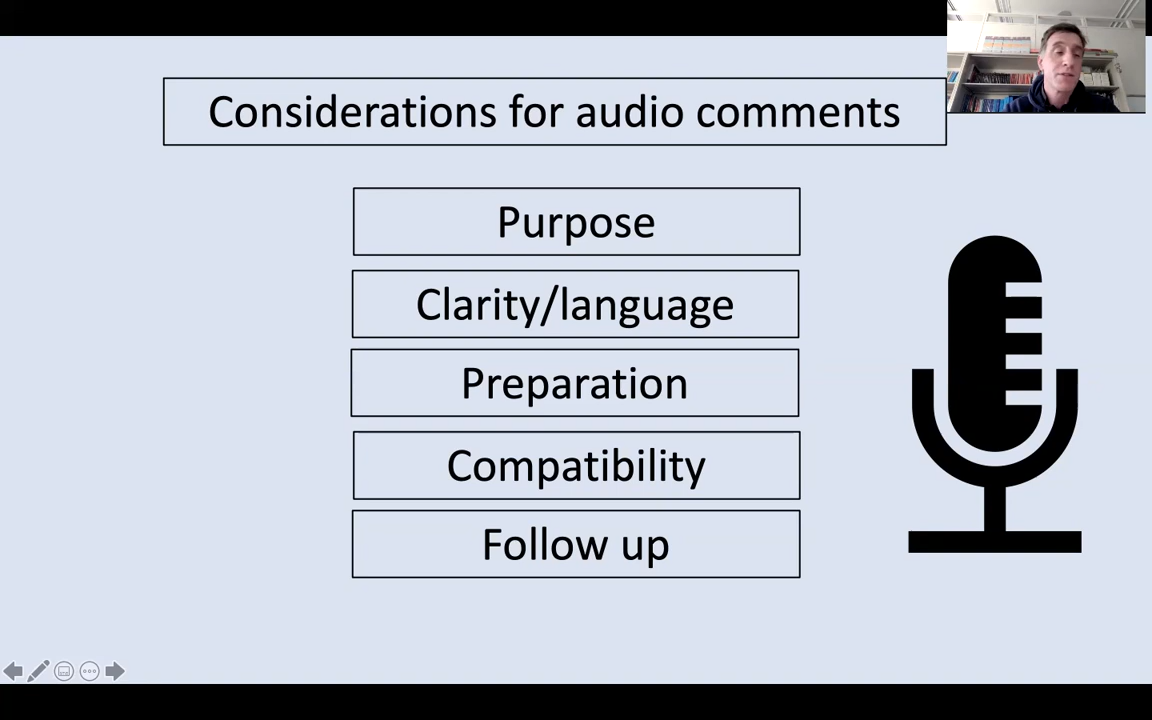 Considerations for audio comments
Purpose
Clarity/language
Preparation
Compatibility
Follow up